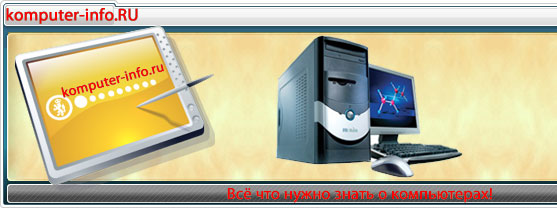 komputer-info.RU
komputer-info.ru
Всё что нужно знать о компьютерах!